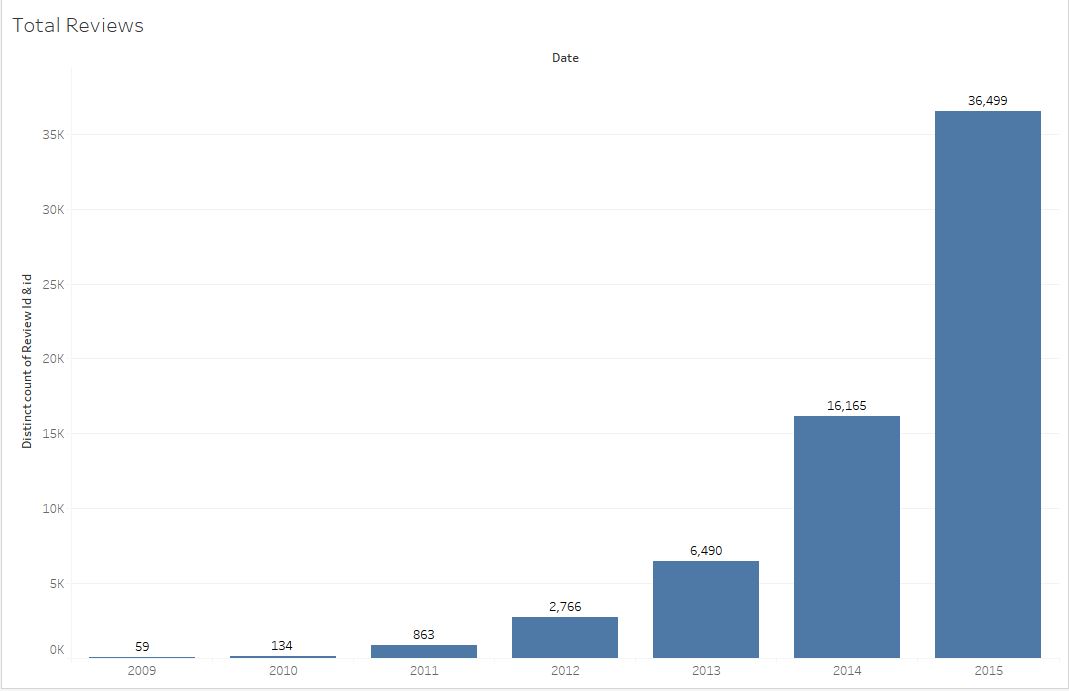 Total Reviews
Date
Distinct count of Review Id & id
35K
30K
25K
20K
15K
10K
5K
0K
59
134
863
2,766
6,490
16,165
36,499
2009
2010
2011
2012
2013
2014
2015